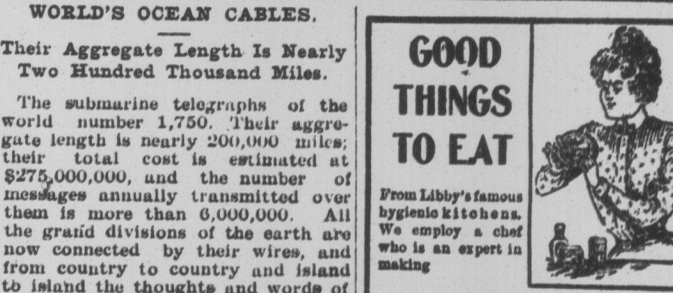 WORLD'S OCEAN CABLES.
Their Aggregate Length Is Nearly
Two Hundred Thousand Miles.
The submarine telegraphs of the
world number 1,750. Their aggre-
gate length is nearly 200,000 miles;
their total cost is estimated at
$275,000,000, and the number of
messages annually transmitted over
them is more than 6,000,000. All
the grand divisions of the earth are
now connected by their wires, and
from country to country and island
to island the thoughts and words of
GOOD
THINGS
TO EAT
From Libby's famous
hygienic kitchens.
We employ a chef
who is an expert in
making